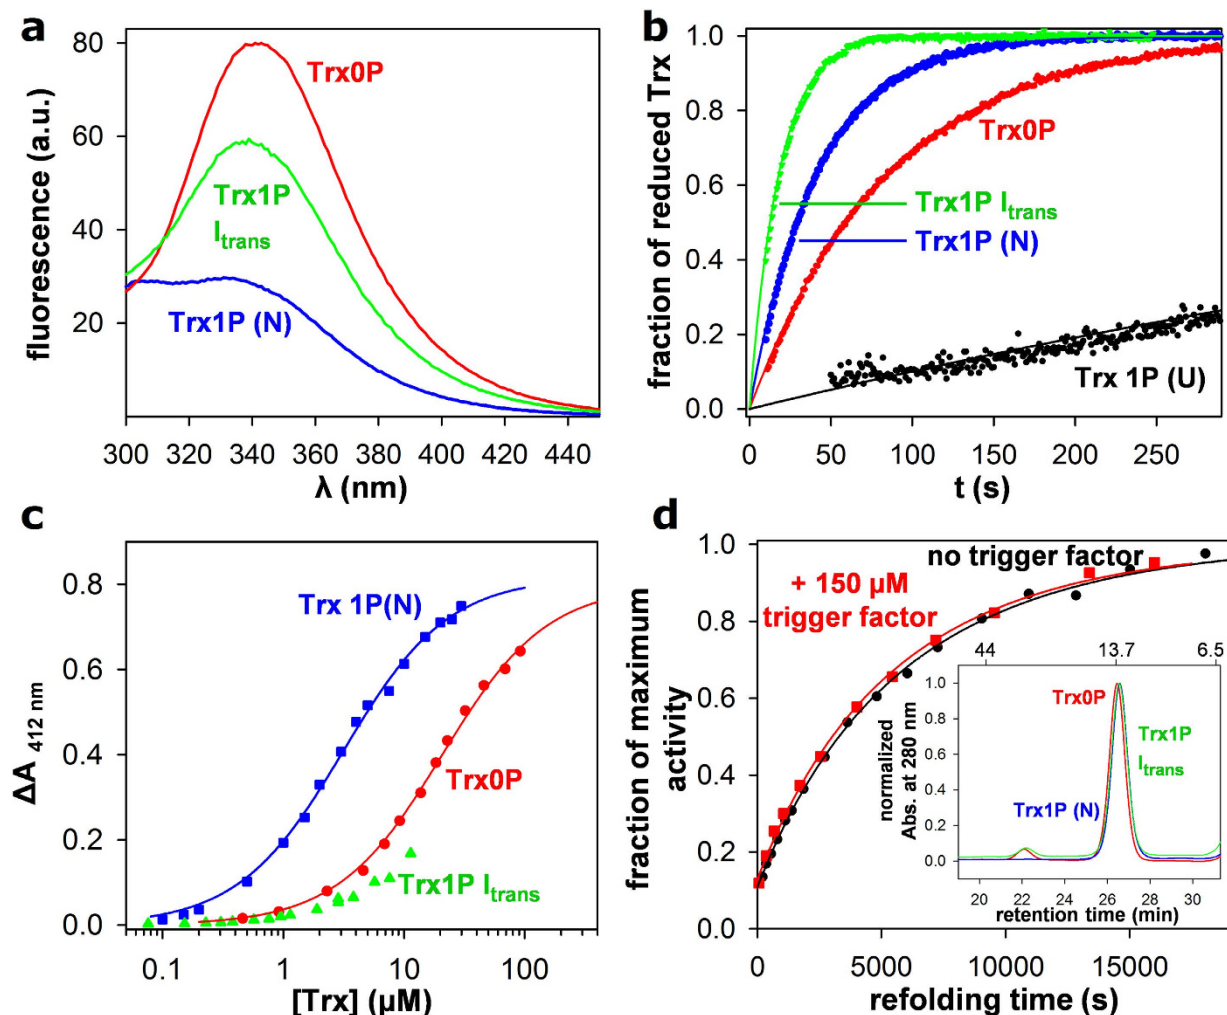 a
fluorescence (a.u.)
80
60
40
20
Trx0P
Trx1P
I_trans
Trx1P (N)
300 320 340 360 380 400 420 440
λ (nm)
b
fraction of reduced Trx
1.0
0.8
0.6
0.4
0.2
0.0
Trx0P
Trx1P I_trans
Trx1P (N)
Trx 1P (U)
0 50 100 150 200 250
t (s)
c
ΔA 412 nm
0.8
0.6
0.4
0.2
0.0
Trx 1P(N)
Trx0P
Trx1P I_trans
0.1 1 10 100
[Trx] (µM)
d
fraction of maximum
activity
1.0
0.8
0.6
0.4
0.2
0.0
no trigger factor
+ 150 µM
trigger factor
44 13.7 6.5
normalized
Abs. at 280 nm
1.0
0.8
0.6
0.4
0.2
0.0
Trx0P
Trx1P
I_trans
Trx1P (N)
20 22 24 26 28 30
retention time (min)
0 5000 10000 15000
refolding time (s)